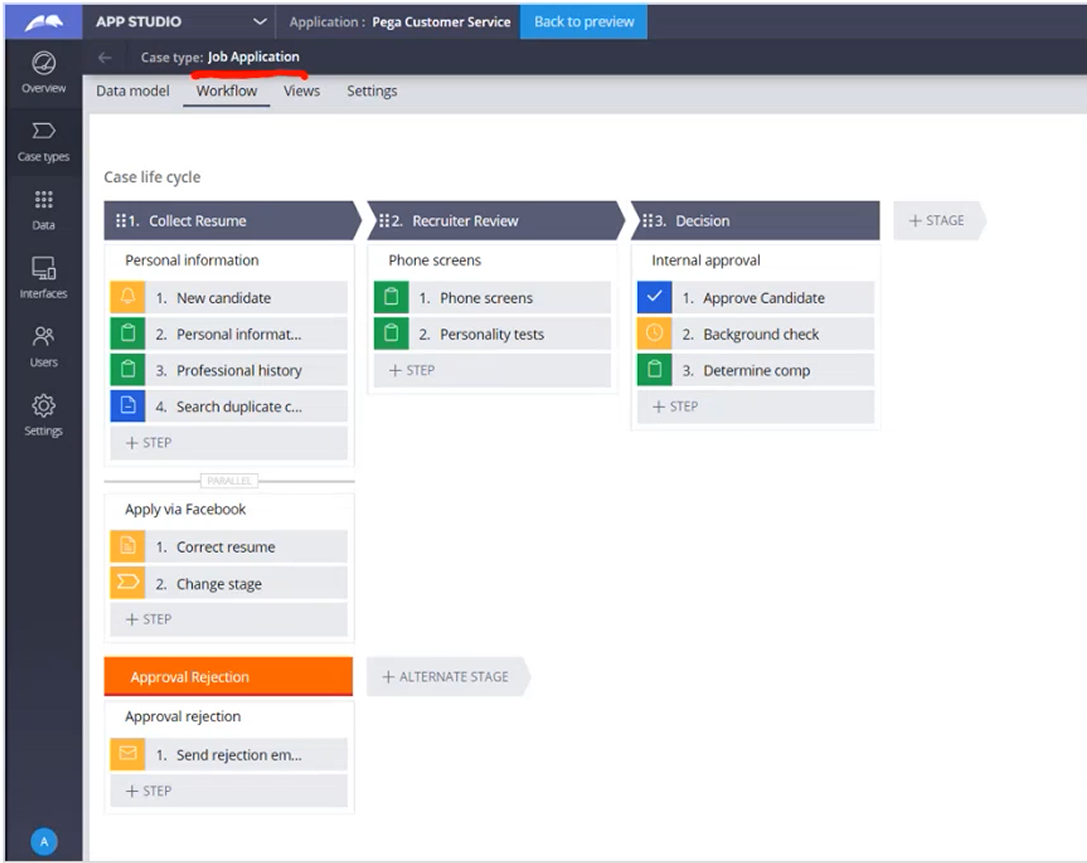 APP STUDIO Application : Pega Customer Service Back to preview
Case type: Job Application
Overview
Data model Workflow Views Settings
Case types
Data
Interfaces
Users
Settings
Case life cycle
1. Collect Resume 2. Recruiter Review 3. Decision + STAGE
Personal information
1. New candidate
2. Personal informat...
3. Professional history
4. Search duplicate c...
+ STEP
Phone screens
1. Phone screens
2. Personality tests
+ STEP
Internal approval
1. Approve Candidate
2. Background check
3. Determine comp
+ STEP
PARALLEL
Apply via Facebook
1. Correct resume
2. Change stage
+ STEP
Approval Rejection + ALTERNATE STAGE
Approval rejection
1. Send rejection em...
+ STEP
A